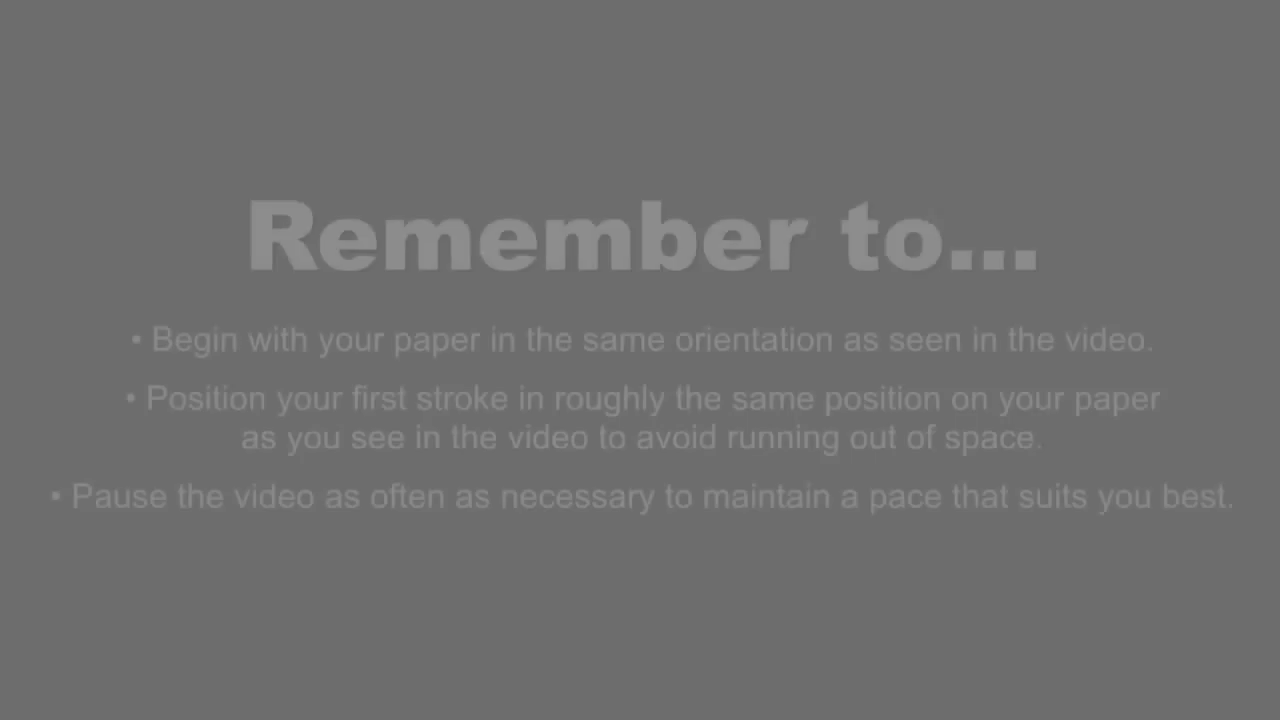 Remember to...
• Begin with your paper in the same orientation as seen in the video.
• Position your first stroke in roughly the same position on your paper
as you see in the video to avoid running out of space.
• Pause the video as often as necessary to maintain a pace that suits you best.